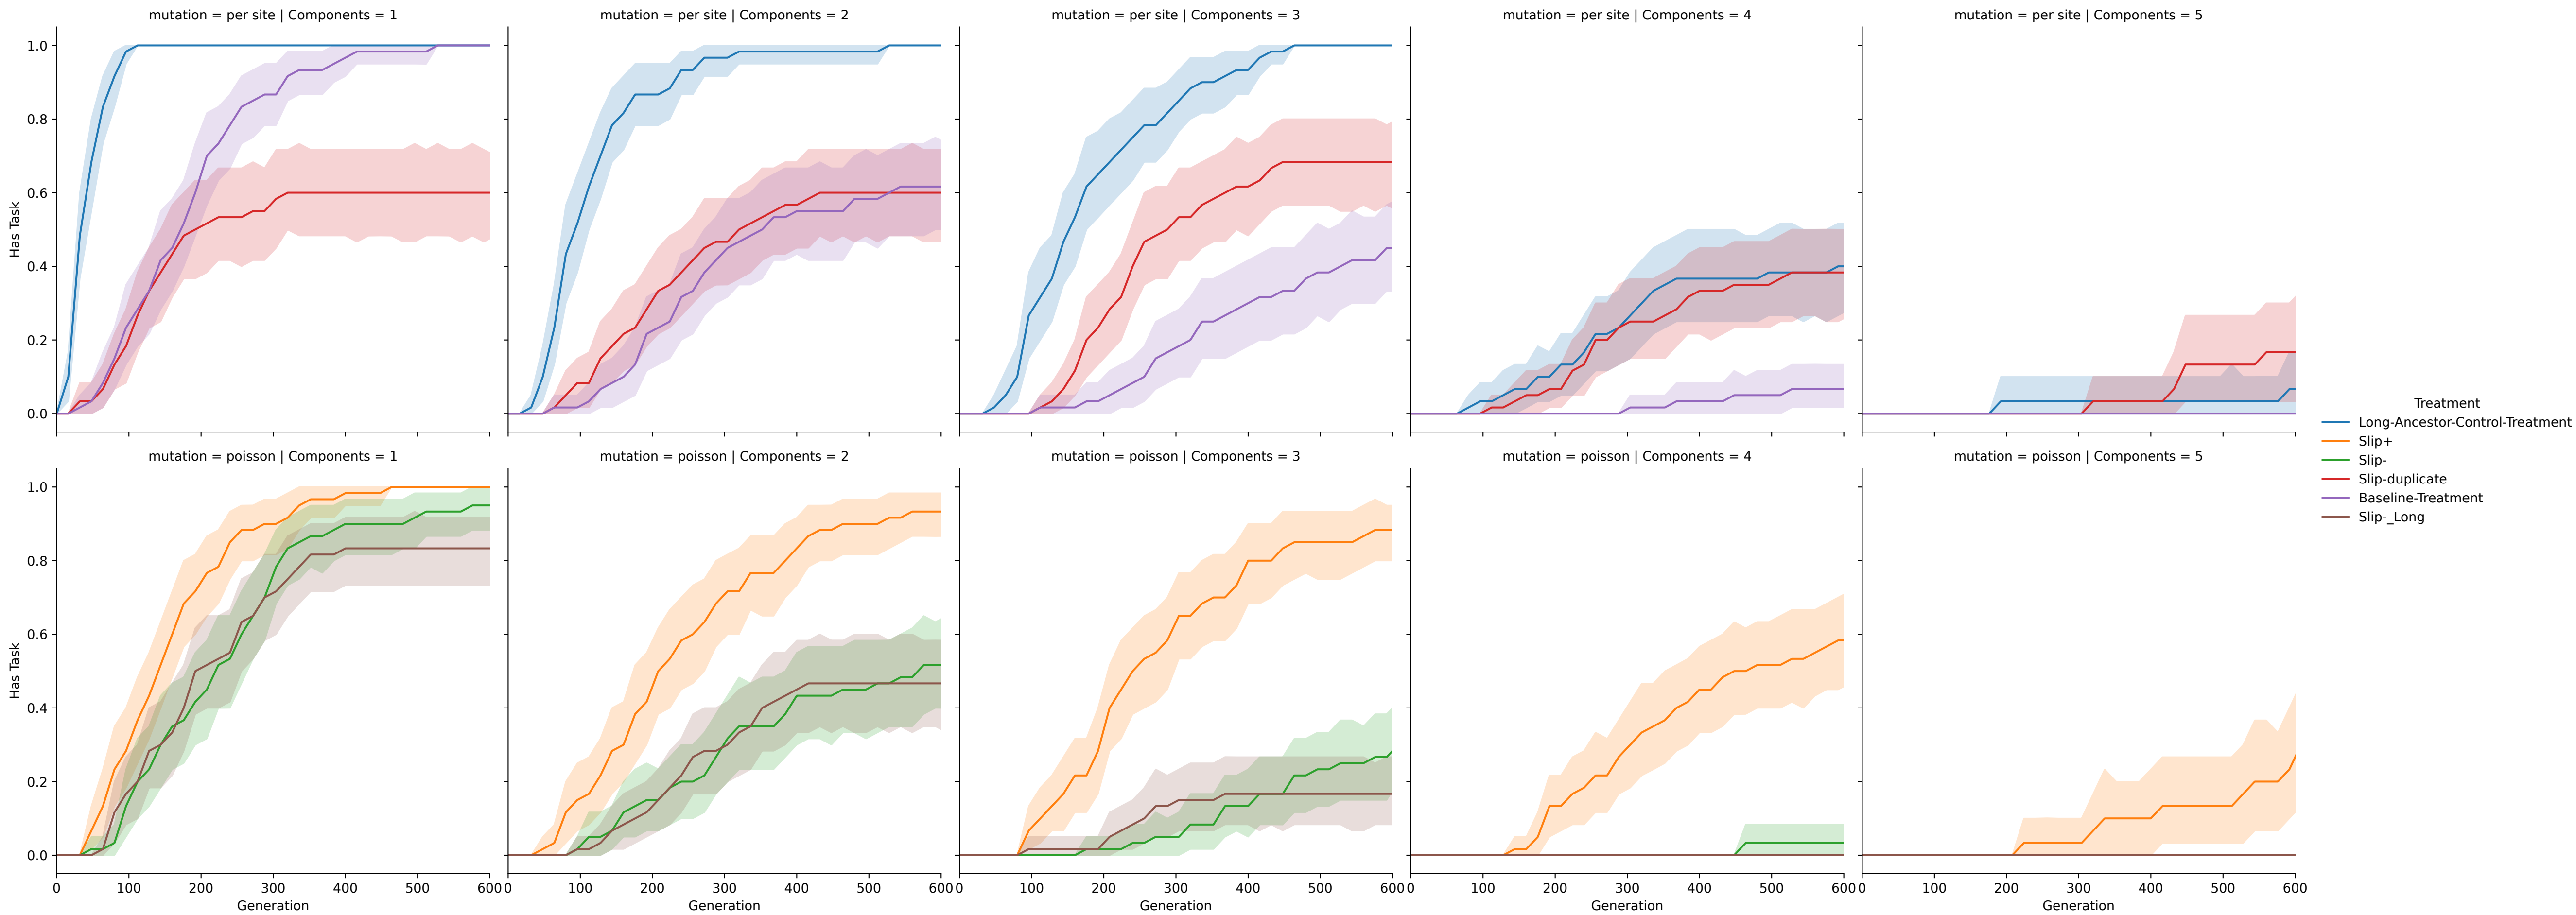 mutation = per site | Components = 1
mutation = per site | Components = 2
mutation = per site | Components = 3
mutation = per site | Components = 4
mutation = per site | Components = 5
1.0
0.8
0.6
0.4
0.2
0.0
Has Task
Treatment
Long-Ancestor-Control-Treatment
Slip+
Slip-
Slip-duplicate
Baseline-Treatment
Slip-_Long
mutation = poisson | Components = 1
mutation = poisson | Components = 2
mutation = poisson | Components = 3
mutation = poisson | Components = 4
mutation = poisson | Components = 5
1.0
0.8
0.6
0.4
0.2
0.0
Has Task
0 100 200 300 400 500 600
0 100 200 300 400 500 600
0 100 200 300 400 500 600
0 100 200 300 400 500 600
0 100 200 300 400 500 600
Generation
Generation
Generation
Generation
Generation